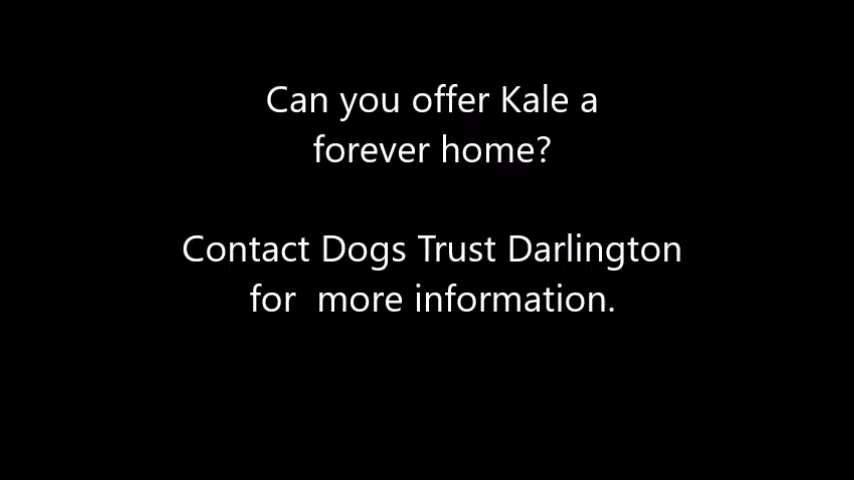 Can you offer Kale a
forever home?
Contact Dogs Trust Darlington
for  more information.